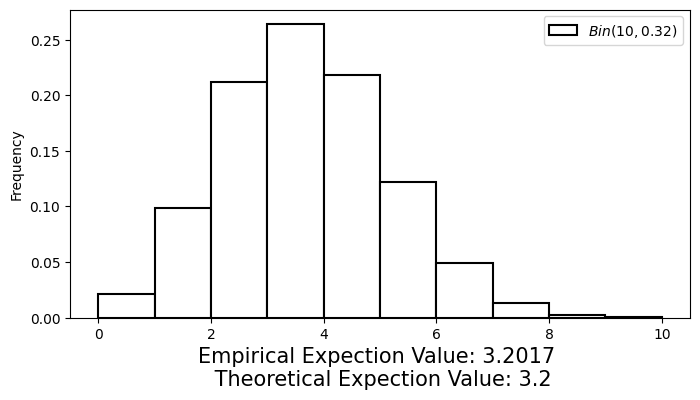 Bin(10, 0.32)
Frequency
0.25
0.20
0.15
0.10
0.05
0.00
0 2 4 6 8 10
Empirical Expection Value: 3.2017
Theoretical Expection Value: 3.2